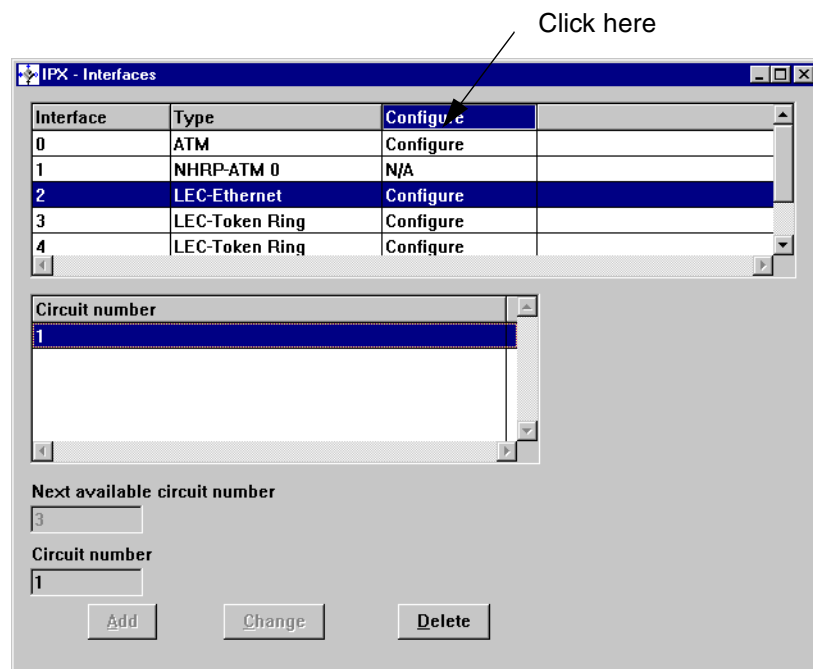 Click here
IPX - Interfaces
Interface Type Configure
0 ATM Configure
1 NHRP-ATM 0 N/A
2 LEC-Ethernet Configure
3 LEC-Token Ring Configure
4 LEC-Token Ring Configure
Circuit number
1
Next available circuit number
3
Circuit number
1
Add Change Delete